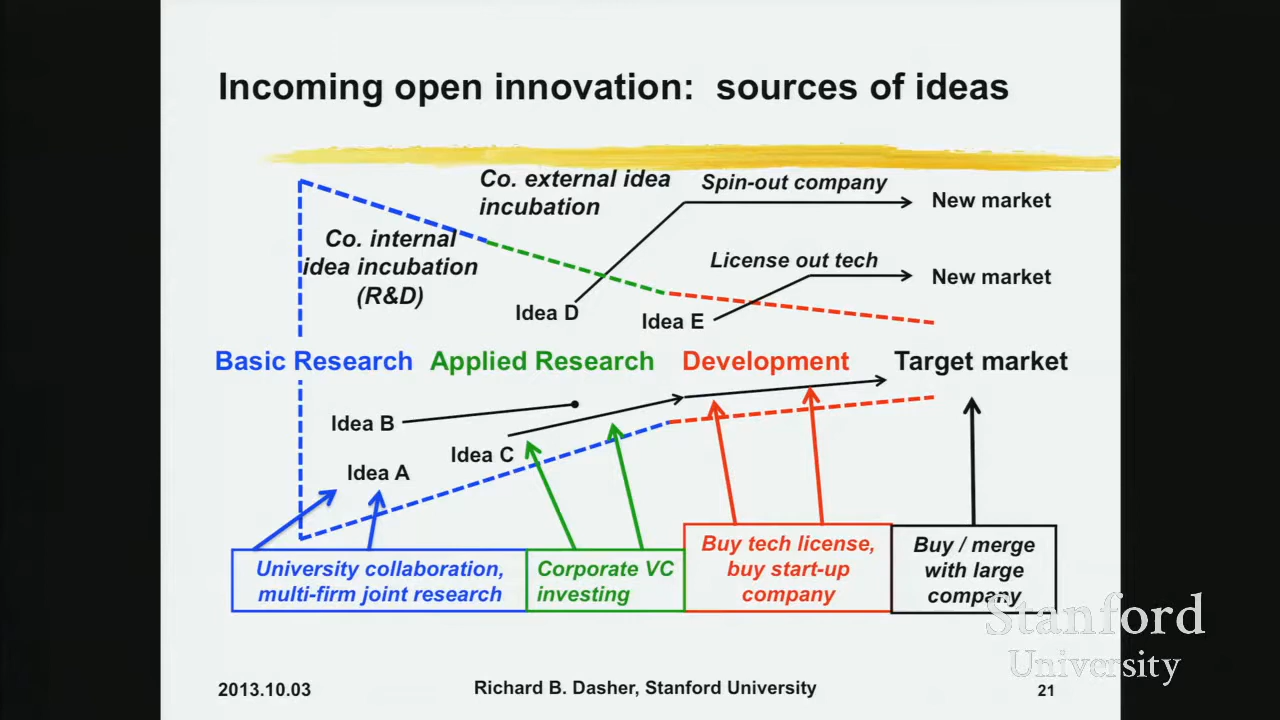 Incoming open innovation:  sources of ideas
Co. external idea
incubation
Spin-out company
New market
Co. internal
idea incubation
(R&D)
License out tech
New market
Idea D
Idea E
Basic Research
Applied Research
Development
Target market
Idea B
Idea C
Idea A
University collaboration,
multi-firm joint research
Corporate VC
investing
Buy tech license,
buy start-up
company
Buy / merge
with large
company
Stanford
University
2013.10.03
Richard B. Dasher, Stanford University
21